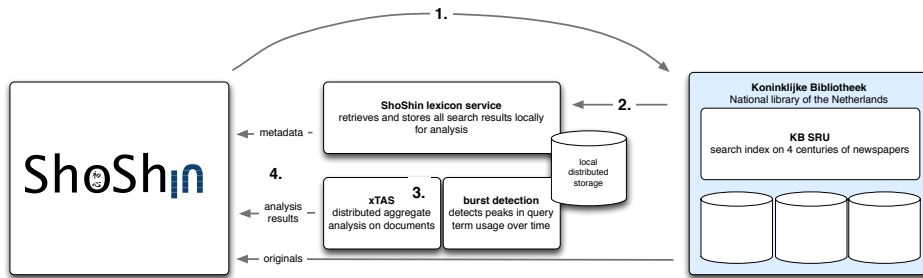 1.
ShoShin
ShoShin lexicon service
retrieves and stores all search results locally
for analysis
2.
Koninklijke Bibliotheek
National library of the Netherlands
KB SRU
search index on 4 centuries of newspapers
metadata
local
distributed
storage
4.
xTAS
3.
distributed aggregate
analysis on documents
burst detection
detects peaks in query
term usage over time
analysis
results
originals